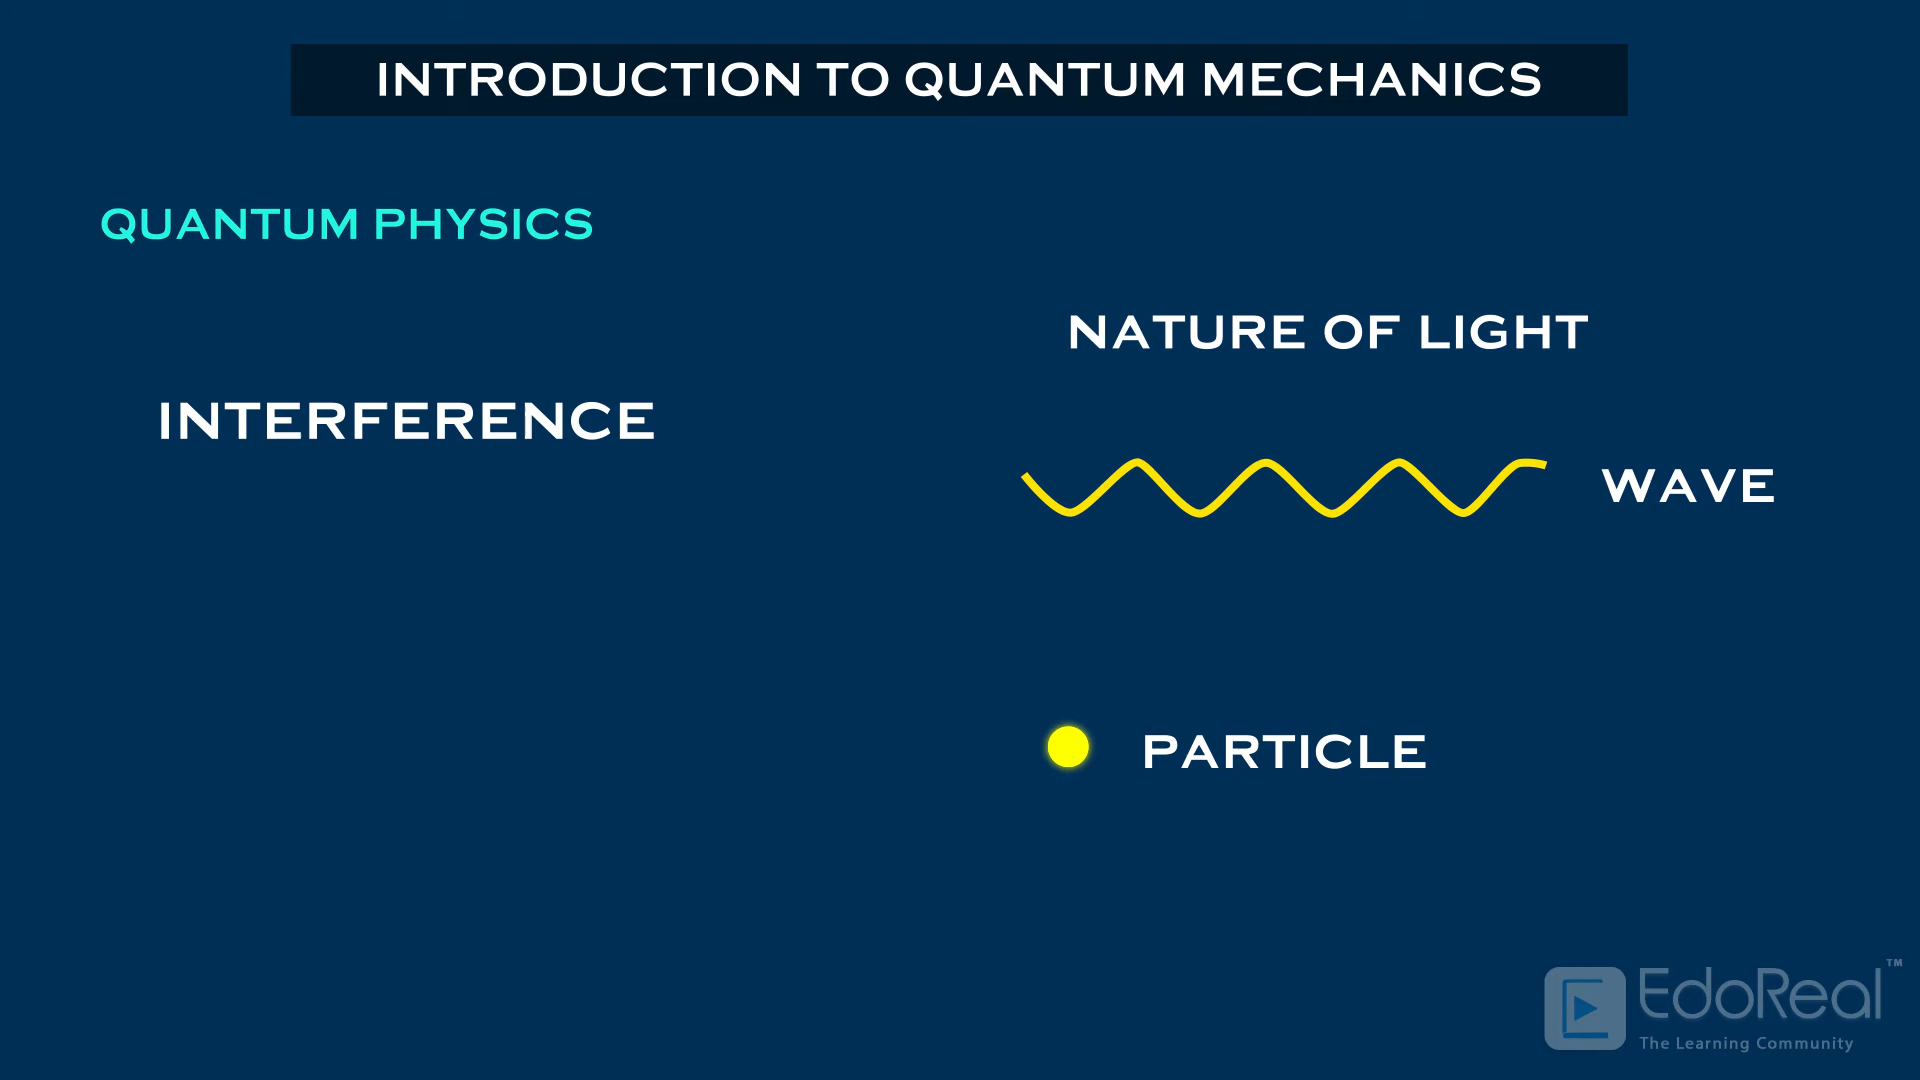 INTRODUCTION TO QUANTUM MECHANICS
QUANTUM PHYSICS
NATURE OF LIGHT
INTERFERENCE
WAVE
PARTICLE
EdoReal™
The Learning Community